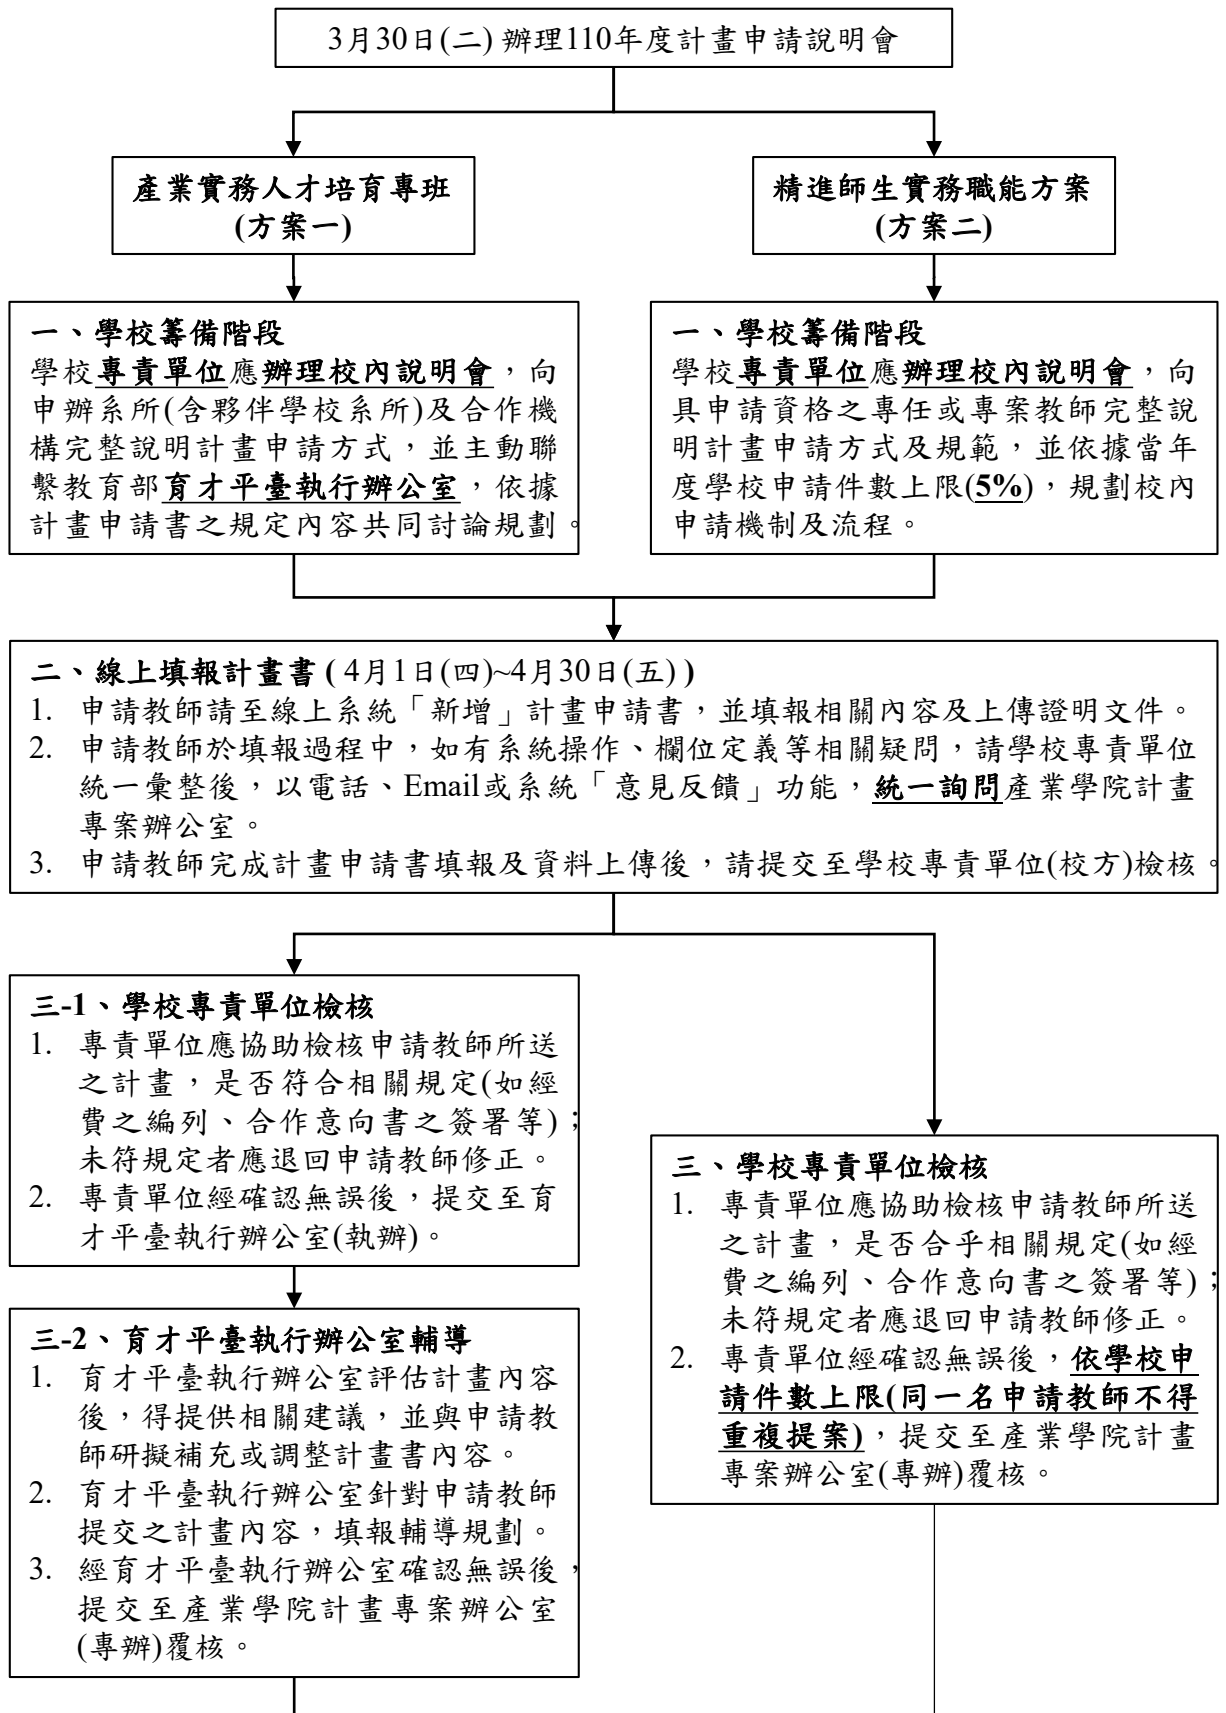 3月30日(二) 辦理110年度計畫申請說明會
產業實務人才培育專班
(方案一)
精進師生實務職能方案
(方案二)
一、學校籌備階段
學校專責單位應辦理校內說明會，向
申辦系所(含夥伴學校系所)及合作機
構完整說明計畫申請方式，並主動聯
繫教育部育才平臺執行辦公室，依據
計畫申請書之規定內容共同討論規劃。
一、學校籌備階段
學校專責單位應辦理校內說明會，向
具申請資格之專任或專案教師完整說
明計畫申請方式及規範，並依據當年
度學校申請件數上限(5%)，規劃校內
申請機制及流程。
二、線上填報計畫書 ( 4月1日(四)~4月30日(五) )
1. 申請教師請至線上系統「新增」計畫申請書，並填報相關內容及上傳證明文件。
2. 申請教師於填報過程中，如有系統操作、欄位定義等相關疑問，請學校專責單位
統一彙整後，以電話、Email或系統「意見反饋」功能，統一詢問產業學院計畫
專案辦公室。
3. 申請教師完成計畫申請書填報及資料上傳後，請提交至學校專責單位(校方)檢核。
三-1、學校專責單位檢核
1. 專責單位應協助檢核申請教師所送
之計畫，是否符合相關規定(如經
費之編列、合作意向書之簽署等)；
未符規定者應退回申請教師修正。
2. 專責單位經確認無誤後，提交至育
才平臺執行辦公室(執辦)。
三-2、育才平臺執行辦公室輔導
1. 育才平臺執行辦公室評估計畫內容
後，得提供相關建議，並與申請教
師研擬補充或調整計畫書內容。
2. 育才平臺執行辦公室針對申請教師
提交之計畫內容，填報輔導規劃。
3. 經育才平臺執行辦公室確認無誤後，
提交至產業學院計畫專案辦公室
(專辦)覆核。
三、學校專責單位檢核
1. 專責單位應協助檢核申請教師所送
之計畫，是否合乎相關規定(如經
費之編列、合作意向書之簽署等)；
未符規定者應退回申請教師修正。
2. 專責單位經確認無誤後，依學校申
請件數上限(同一名申請教師不得
重複提案)，提交至產業學院計畫
專案辦公室(專辦)覆核。